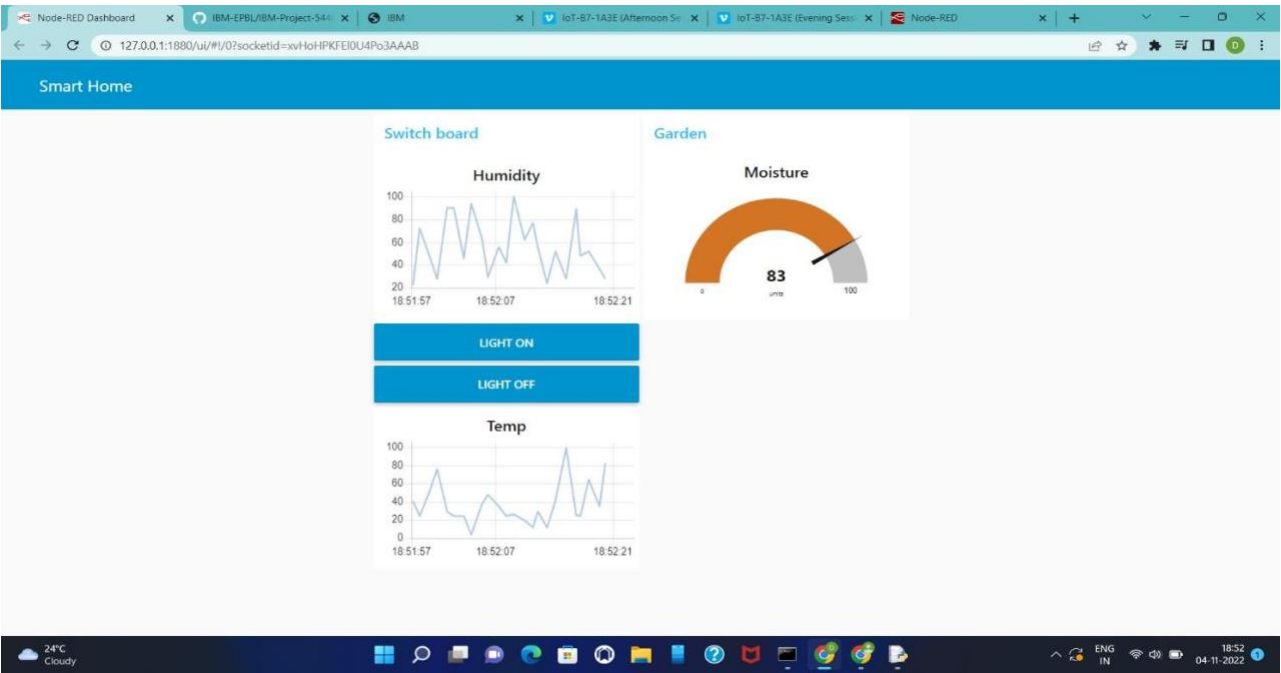 Node-RED Dashboard
IBM-EPBL/IBM-Project-544
IBM
IoT-B7-1A3E (Afternoon Se
IoT-B7-1A3E (Evening Sess
Node-RED
127.0.0.1:1880/ui/#!/0?socketid=xvHoHPKFEl0U4Po3AAAB
D
Smart Home
Switch board
Humidity
100
80
60
40
20
18:51:57 18:52:07 18:52:21
LIGHT ON
LIGHT OFF
Temp
100
80
60
40
20
0
18:51:57 18:52:07 18:52:21
Garden
Moisture
83
0 units 100
24°C
Cloudy
ENG
IN
18:52
04-11-2022
1